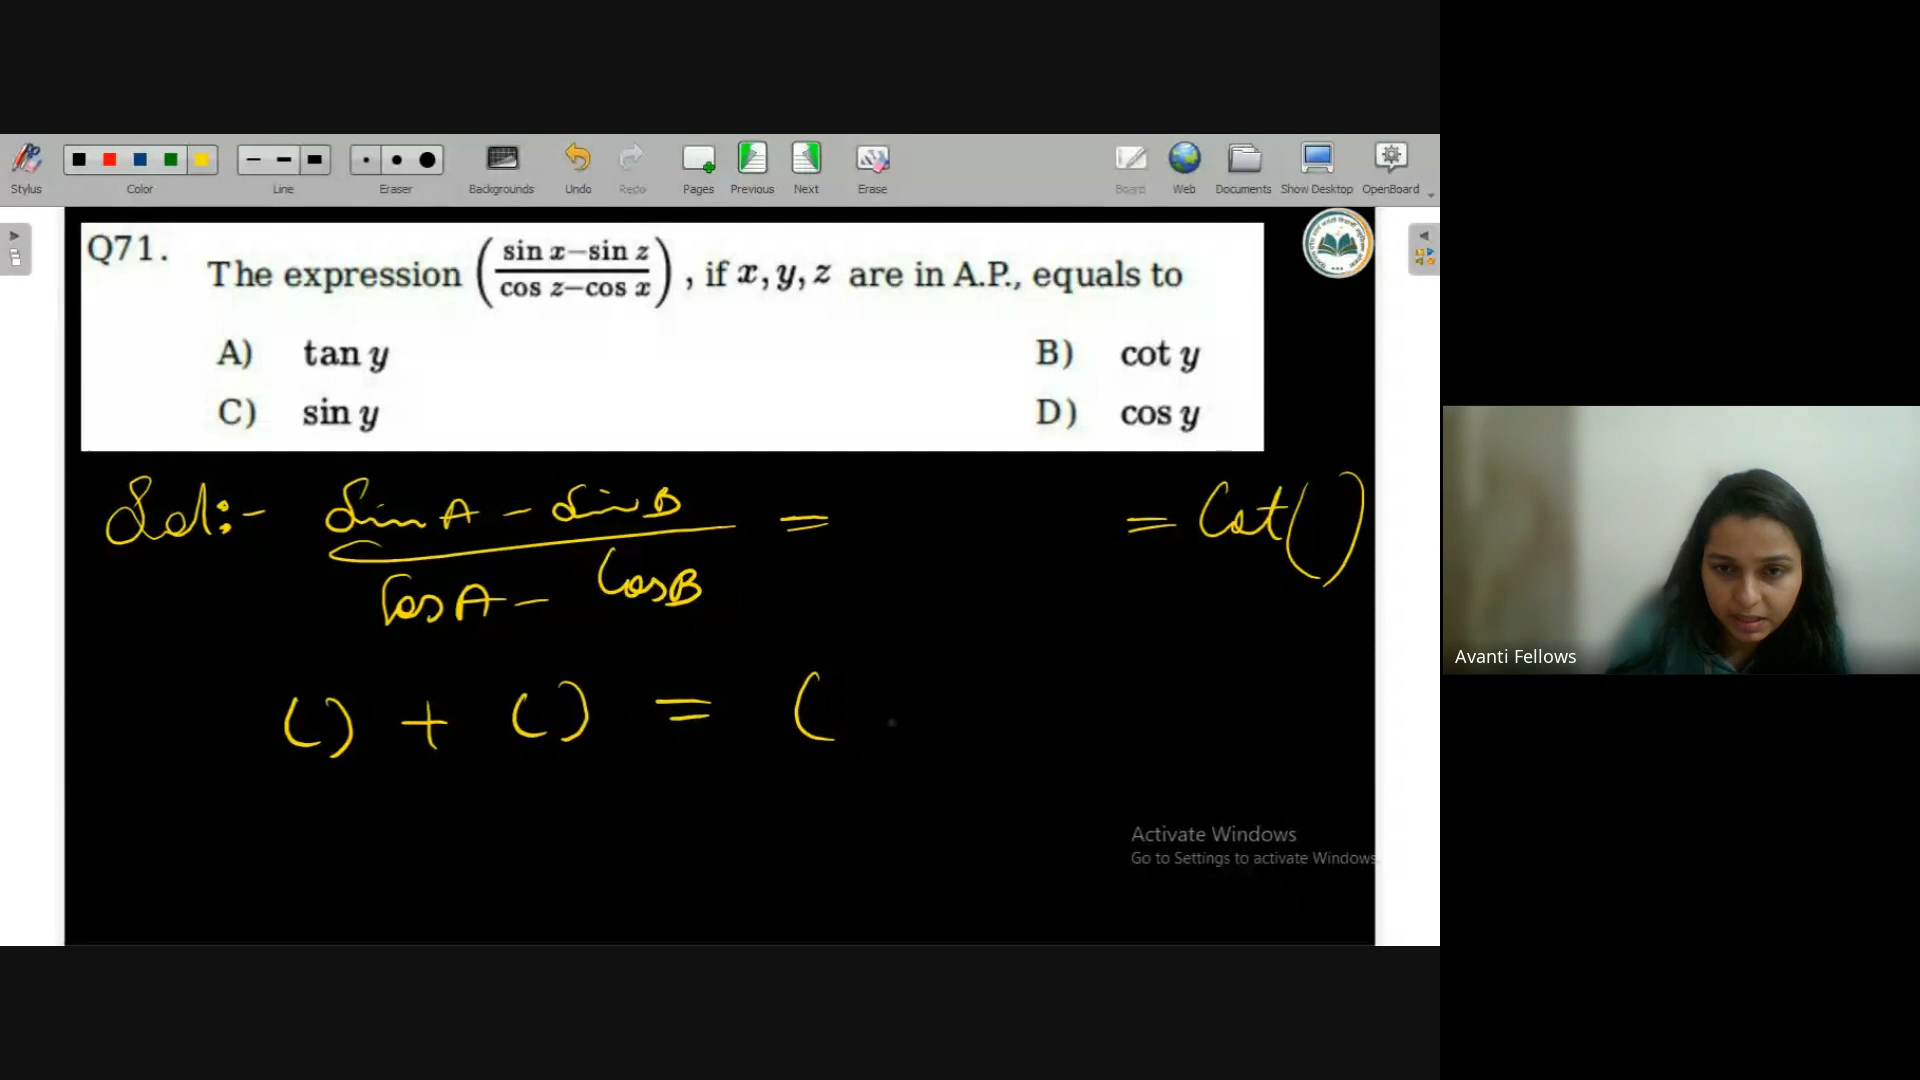 Stylus Color Line Eraser Backgrounds Undo Redo Pages Previous Next Erase Board Web Documents Show Desktop OpenBoard
Q71. The expression (sin x−sin z / cos z−cos x), if x, y, z are in A.P., equals to
A) tan y B) cot y
C) sin y D) cos y
Sol:- Sin A − Sin B / Cos A − Cos B = = Cot( )
( ) + ( ) = (
Activate Windows
Go to Settings to activate Windows.
Avanti Fellows